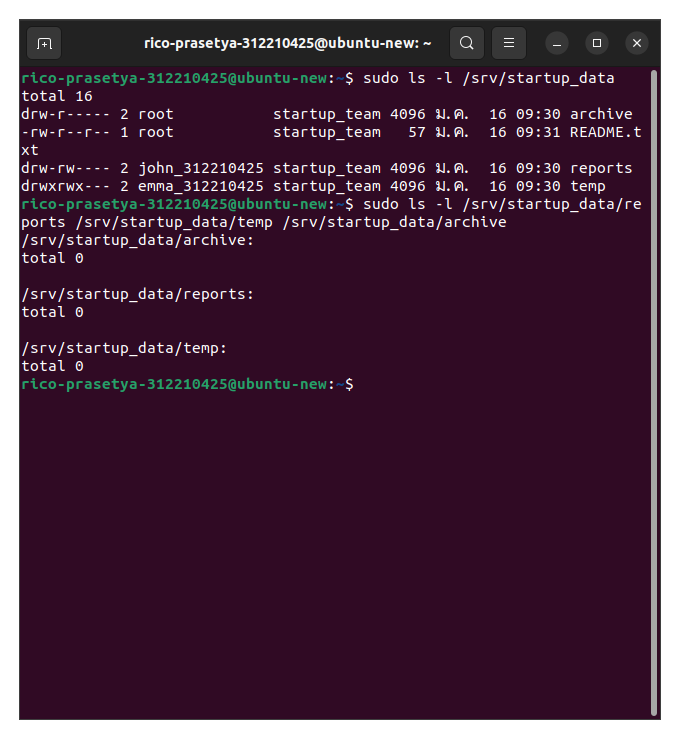 rico-prasetya-312210425@ubuntu-new: ~
rico-prasetya-312210425@ubuntu-new:~$ sudo ls -l /srv/startup_data
total 16
drw-r----- 2 root           startup_team 4096 ม.ค.  16 09:30 archive
-rw-r--r-- 1 root           startup_team   57 ม.ค.  16 09:31 README.t
xt
drw-rw---- 2 john_312210425 startup_team 4096 ม.ค.  16 09:30 reports
drwxrwx--- 2 emma_312210425 startup_team 4096 ม.ค.  16 09:30 temp
rico-prasetya-312210425@ubuntu-new:~$ sudo ls -l /srv/startup_data/re
ports /srv/startup_data/temp /srv/startup_data/archive
/srv/startup_data/archive:
total 0
/srv/startup_data/reports:
total 0
/srv/startup_data/temp:
total 0
rico-prasetya-312210425@ubuntu-new:~$